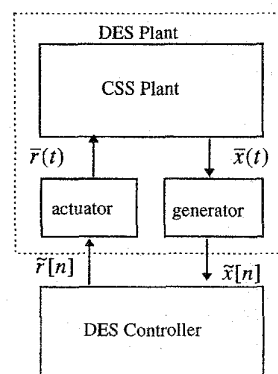 DES Plant
CSS Plant
r̄(t) x̄(t)
actuator generator
r̃[n] x̃[n]
DES Controller